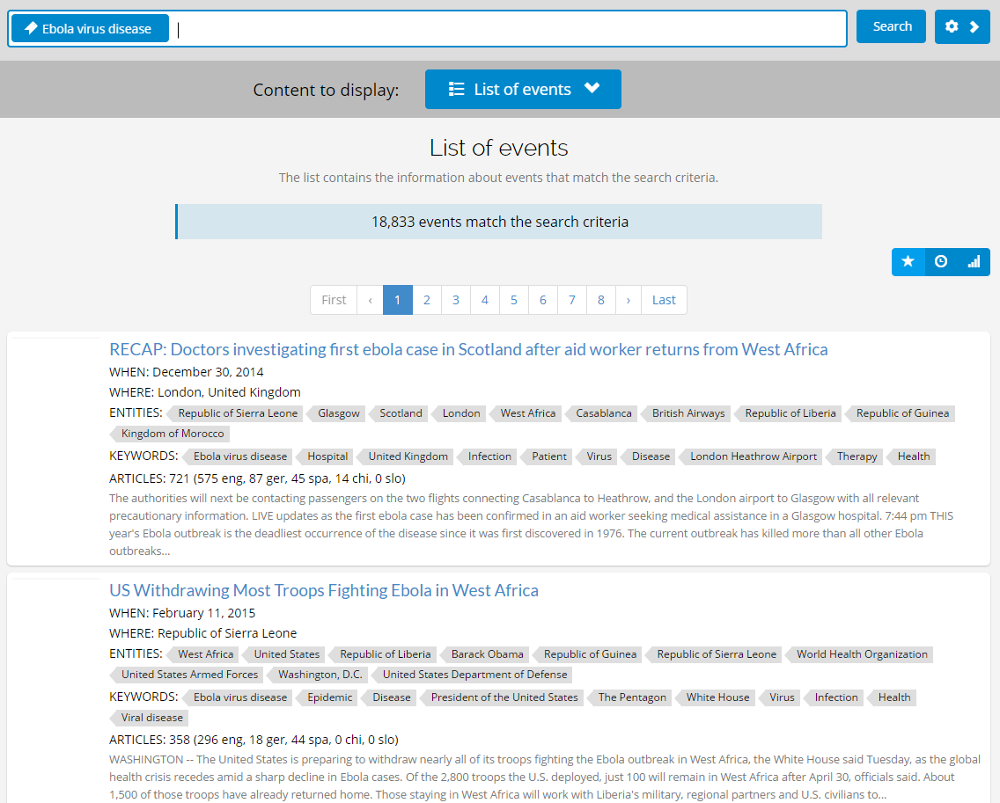 Ebola virus disease
Search
Content to display: List of events
List of events
The list contains the information about events that match the search criteria.
18,833 events match the search criteria
First ‹ 1 2 3 4 5 6 7 8 › Last
RECAP: Doctors investigating first ebola case in Scotland after aid worker returns from West Africa
WHEN: December 30, 2014
WHERE: London, United Kingdom
ENTITIES: Republic of Sierra Leone Glasgow Scotland London West Africa Casablanca British Airways Republic of Liberia Republic of Guinea
Kingdom of Morocco
KEYWORDS: Ebola virus disease Hospital United Kingdom Infection Patient Virus Disease London Heathrow Airport Therapy Health
ARTICLES: 721 (575 eng, 87 ger, 45 spa, 14 chi, 0 slo)
The authorities will next be contacting passengers on the two flights connecting Casablanca to Heathrow, and the London airport to Glasgow with all relevant
precautionary information. LIVE updates as the first ebola case has been confirmed in an aid worker seeking medical assistance in a Glasgow hospital. 7:44 pm THIS
year's Ebola outbreak is the deadliest occurrence of the disease since it was first discovered in 1976. The current outbreak has killed more than all other Ebola
outbreaks...
US Withdrawing Most Troops Fighting Ebola in West Africa
WHEN: February 11, 2015
WHERE: Republic of Sierra Leone
ENTITIES: West Africa United States Republic of Liberia Barack Obama Republic of Guinea Republic of Sierra Leone World Health Organization
United States Armed Forces Washington, D.C. United States Department of Defense
KEYWORDS: Ebola virus disease Epidemic Disease President of the United States The Pentagon White House Virus Infection Health
Viral disease
ARTICLES: 358 (296 eng, 18 ger, 44 spa, 0 chi, 0 slo)
WASHINGTON -- The United States is preparing to withdraw nearly all of its troops fighting the Ebola outbreak in West Africa, the White House said Tuesday, as the global
health crisis recedes amid a sharp decline in Ebola cases. Of the 2,800 troops the U.S. deployed, just 100 will remain in West Africa after April 30, officials said. About
1,500 of those troops have already returned home. Those staying in West Africa will work with Liberia's military, regional partners and U.S. civilians to...